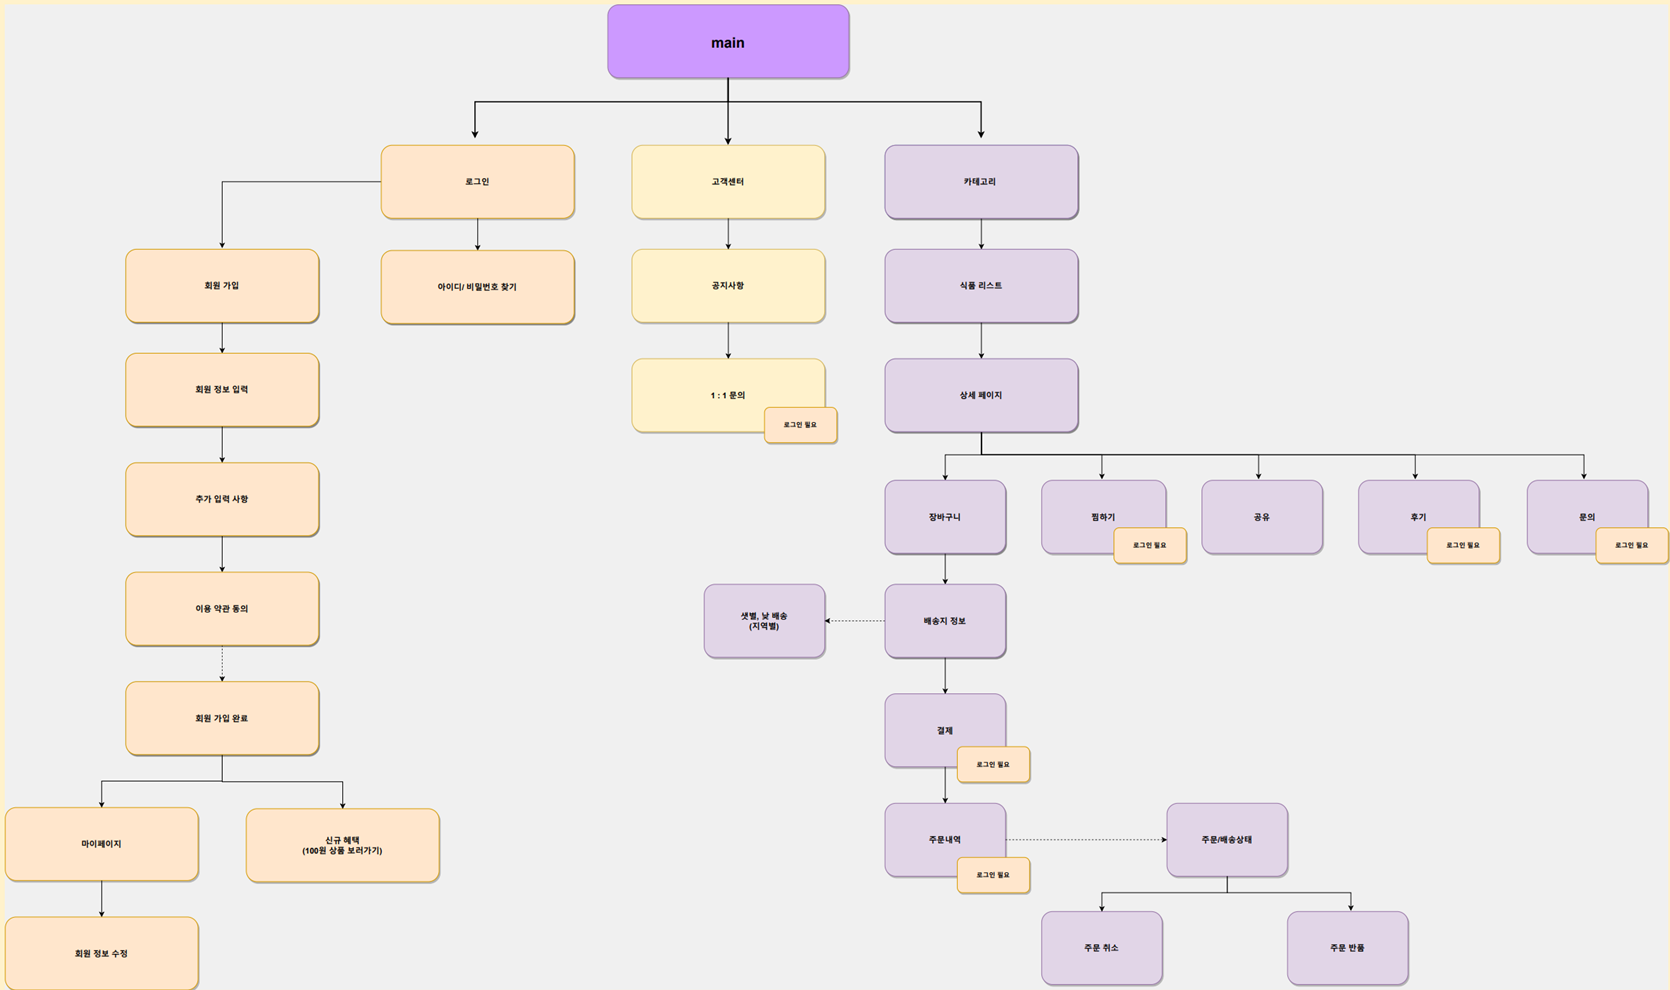 main
로그인
고객센터
카테고리
회원 가입
아이디/ 비밀번호 찾기
공지사항
식품 리스트
회원 정보 입력
1 : 1 문의
로그인 필요
상세 페이지
추가 입력 사항
장바구니
찜하기
로그인 필요
공유
후기
로그인 필요
문의
로그인 필요
이용 약관 동의
샛별, 낮 배송
(지역별)
배송지 정보
회원 가입 완료
결제
로그인 필요
마이페이지
신규 혜택
(100원 상품 보러가기)
주문내역
로그인 필요
주문/배송상태
회원 정보 수정
주문 취소
주문 반품